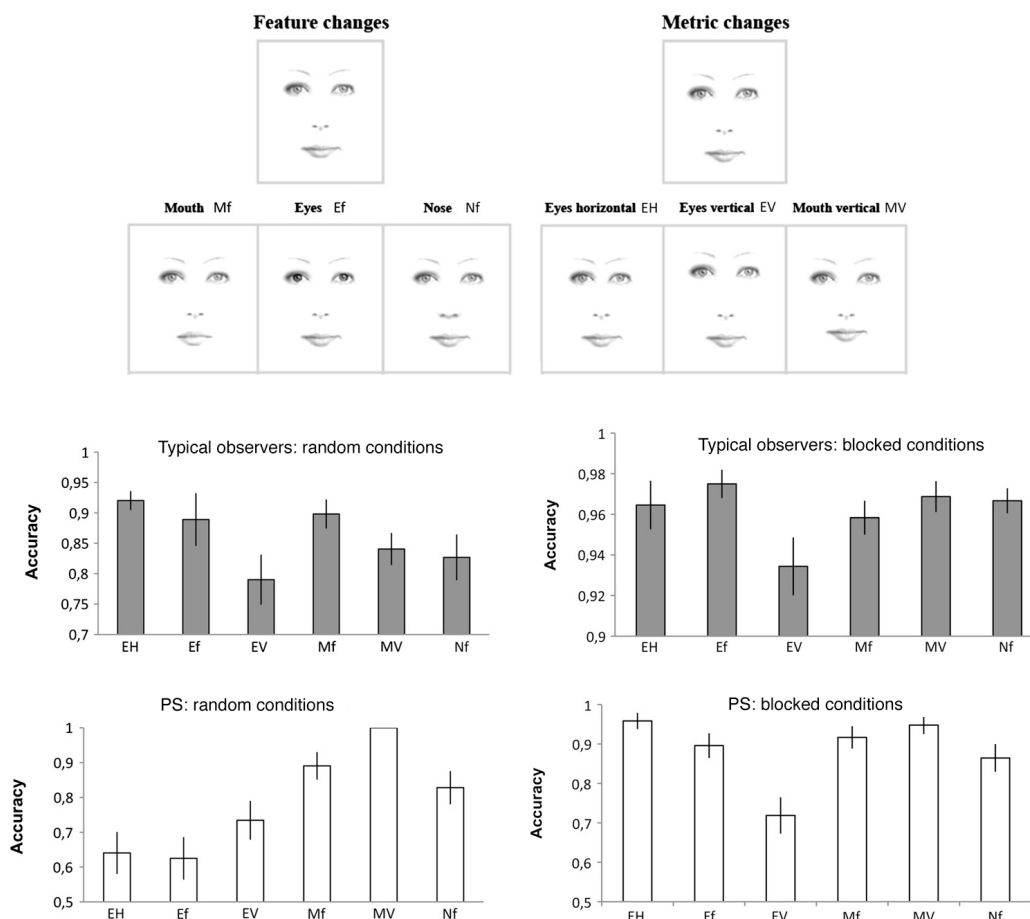 Feature changes
Metric changes
Mouth Mf
Eyes Ef
Nose Nf
Eyes horizontal EH
Eyes vertical EV
Mouth vertical MV
Typical observers: random conditions
Accuracy
1
0,95
0,9
0,85
0,8
0,75
0,7
EH Ef EV Mf MV Nf
Typical observers: blocked conditions
Accuracy
1
0,98
0,96
0,94
0,92
0,9
EH Ef EV Mf MV Nf
PS: random conditions
Accuracy
1
0,9
0,8
0,7
0,6
0,5
EH Ef EV Mf MV Nf
PS: blocked conditions
Accuracy
1
0,9
0,8
0,7
0,6
0,5
EH Ef EV Mf MV Nf